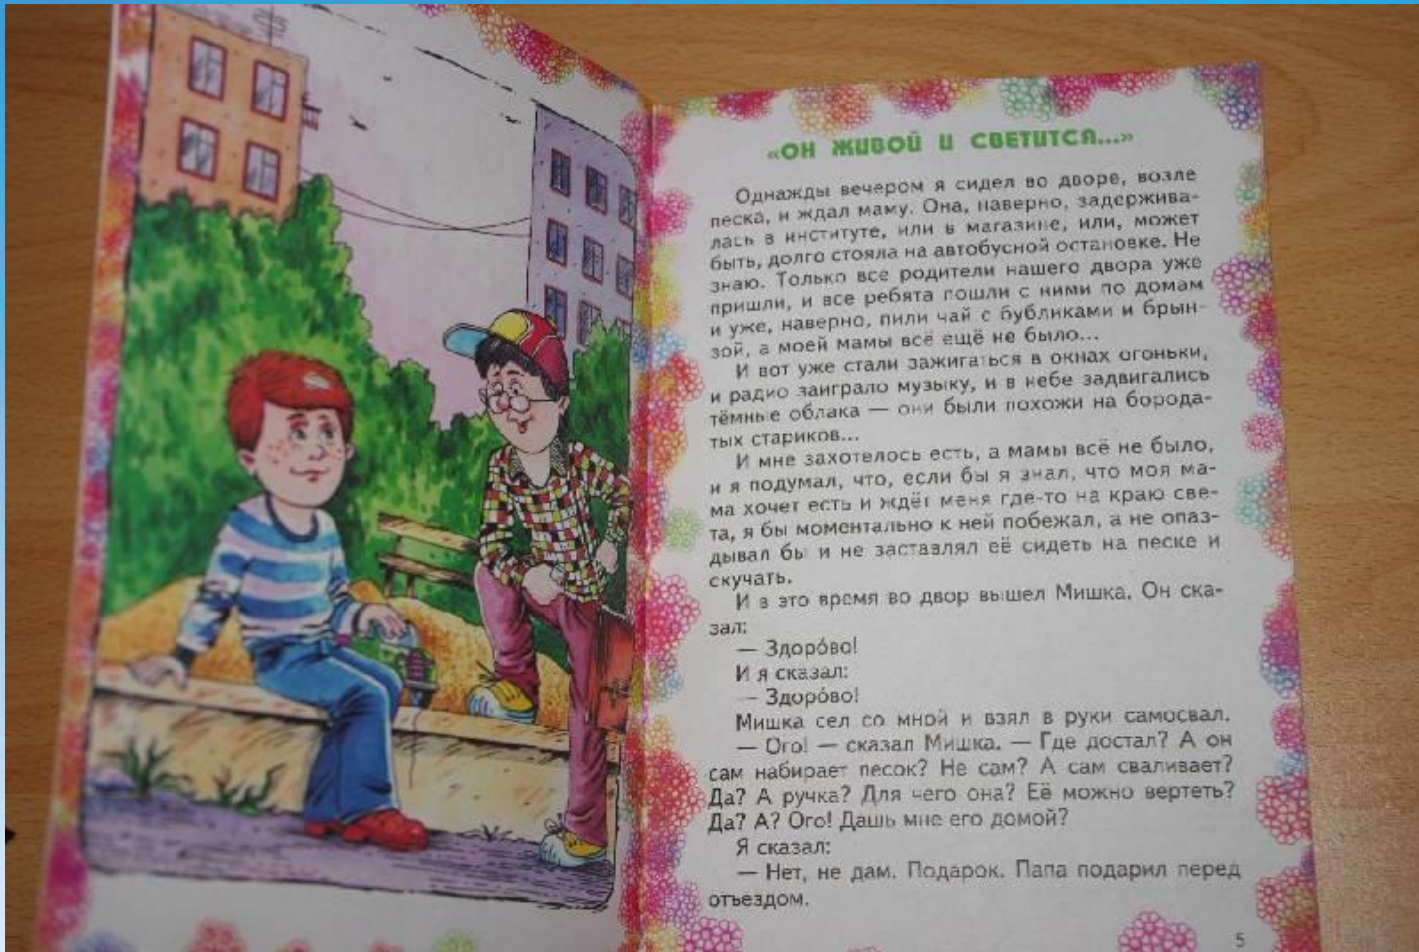 «ОН ЖИВОЙ И СВЕТИТСЯ...»
Однажды вечером я сидел во дворе, возле
песка, и ждал маму. Она, наверно, задержива-
лась в институте, или в магазине, или, может
быть, долго стояла на автобусной остановке. Не
знаю. Только все родители нашего двора уже
пришли, и все ребята пошли с ними по домам
и уже, наверно, пили чай с бубликами и брын-
зой, а моей мамы всё ещё не было...
И вот уже стали зажигаться в окнах огоньки,
и радио заиграло музыку, и в небе задвигались
тёмные облака — они были похожи на борода-
тых стариков...
И мне захотелось есть, а мамы всё не было,
и я подумал, что, если бы я знал, что моя ма-
ма хочет есть и ждёт меня где-то на краю све-
та, я бы моментально к ней побежал, а не опаз-
дывал бы и не заставлял её сидеть на песке и
скучать.
И в это время во двор вышел Мишка. Он ска-
зал:
— Здоро́во!
И я сказал:
— Здоро́во!
Мишка сел со мной и взял в руки самосвал.
— Ого! — сказал Мишка. — Где достал? А он
сам набирает песок? Не сам? А сам сваливает?
Да? А ручка? Для чего она? Её можно вертеть?
Да? А? Ого! Дашь мне его домой?
Я сказал:
— Нет, не дам. Подарок. Папа подарил перед
отъездом.
5